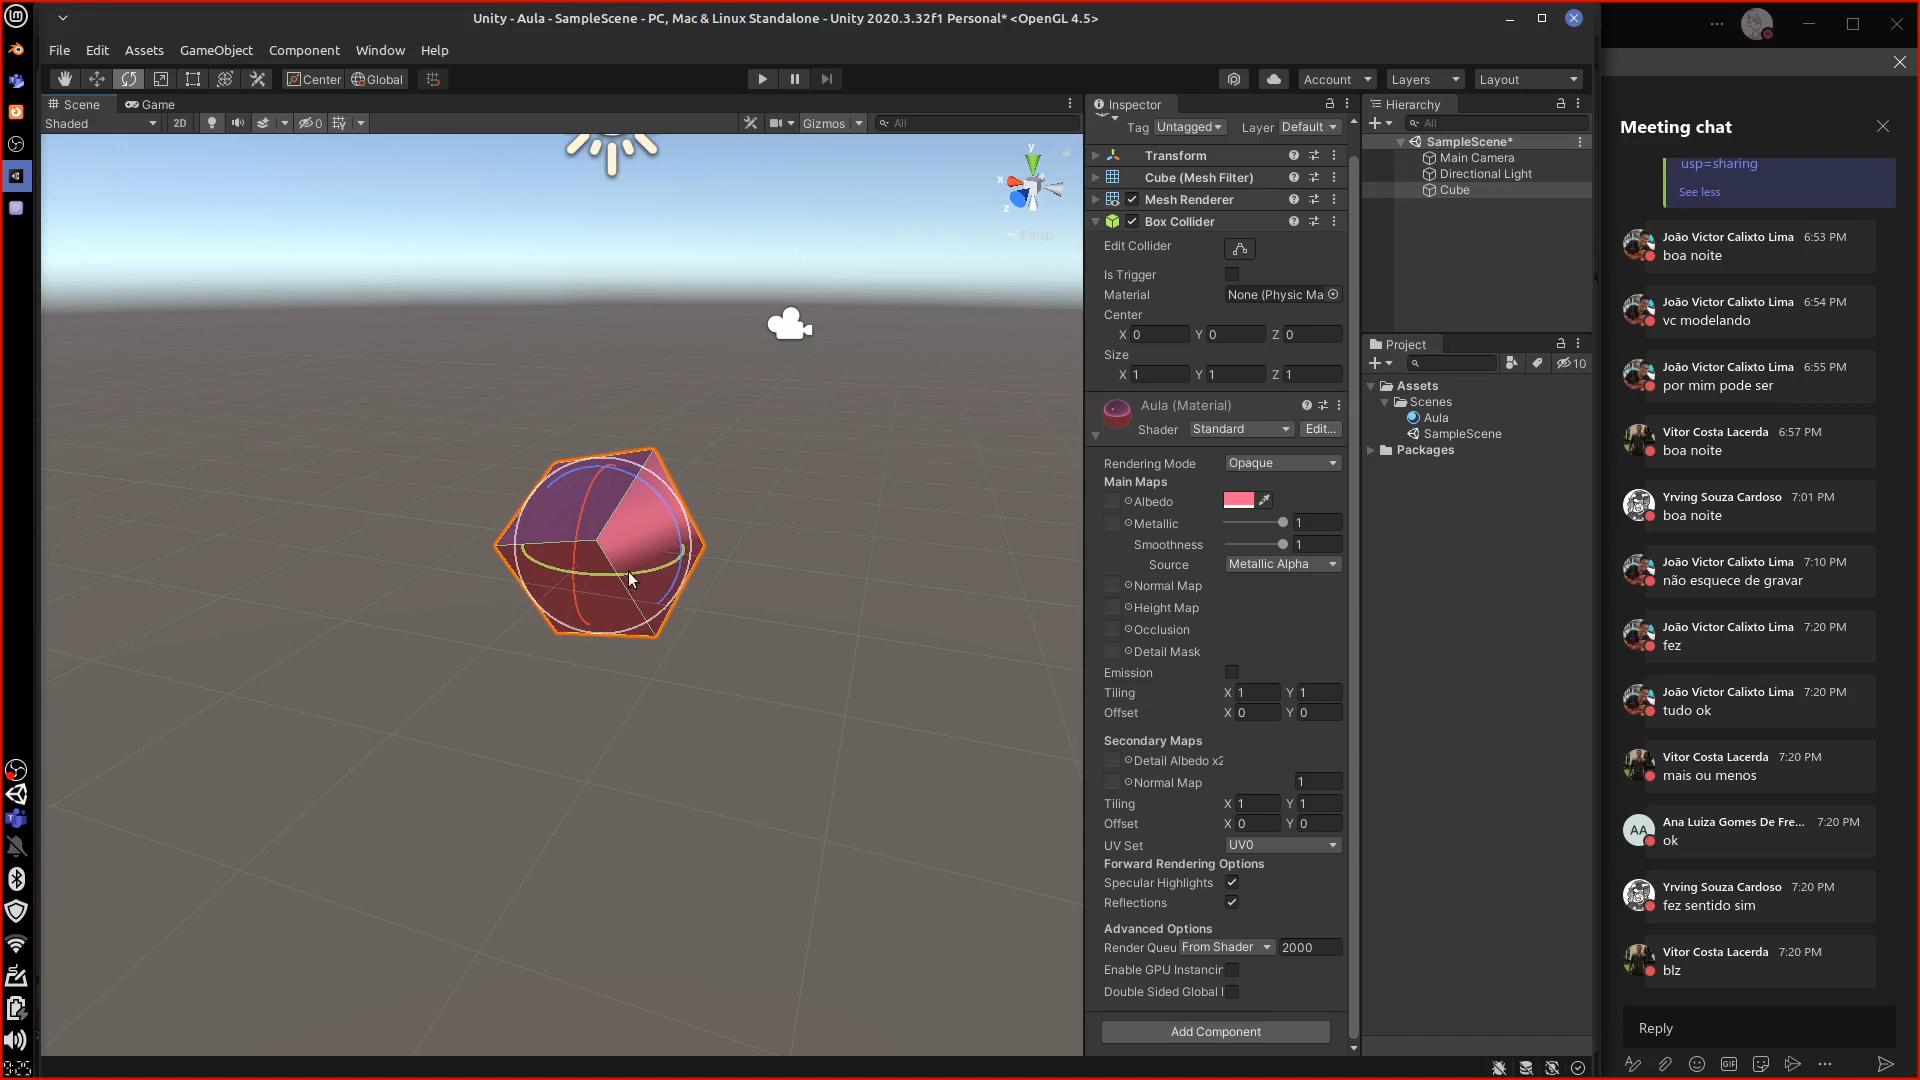 Unity - Aula - SampleScene - PC, Mac & Linux Standalone - Unity 2020.3.32f1 Personal* <OpenGL 4.5>
File Edit Assets GameObject Component Window Help
Center Global
Account Layers Layout
Scene Game
Shaded 2D 0 Gizmos All
y
x
z
Persp
Inspector
Tag Untagged Layer Default
Transform
Cube (Mesh Filter)
Mesh Renderer
Box Collider
Edit Collider
Is Trigger
Material None (Physic Ma
Center
X 0 Y 0 Z 0
Size
X 1 Y 1 Z 1
Aula (Material)
Shader Standard Edit...
Rendering Mode Opaque
Main Maps
Albedo
Metallic 1
Smoothness 1
Source Metallic Alpha
Normal Map
Height Map
Occlusion
Detail Mask
Emission
Tiling X 1 Y 1
Offset X 0 Y 0
Secondary Maps
Detail Albedo x2
Normal Map 1
Tiling X 1 Y 1
Offset X 0 Y 0
UV Set UV0
Forward Rendering Options
Specular Highlights
Reflections
Advanced Options
Render Queu From Shader 2000
Enable GPU Instancin
Double Sided Global I
Add Component
Hierarchy
All
SampleScene*
Main Camera
Directional Light
Cube
Project
10
Assets
Scenes
Aula
SampleScene
Packages
Meeting chat
usp=sharing
See less
João Victor Calixto Lima 6:53 PM
boa noite
João Victor Calixto Lima 6:54 PM
vc modelando
João Victor Calixto Lima 6:55 PM
por mim pode ser
Vitor Costa Lacerda 6:57 PM
boa noite
Yrving Souza Cardoso 7:01 PM
boa noite
João Victor Calixto Lima 7:10 PM
não esquece de gravar
João Victor Calixto Lima 7:20 PM
fez
João Victor Calixto Lima 7:20 PM
tudo ok
Vitor Costa Lacerda 7:20 PM
mais ou menos
AA
Ana Luiza Gomes De Fre... 7:20 PM
ok
Yrving Souza Cardoso 7:20 PM
fez sentido sim
Vitor Costa Lacerda 7:20 PM
blz
Reply
GIF